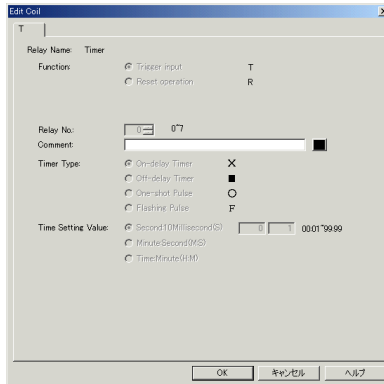 Edit Coil
T
Relay Name: Timer
Function: Trigger input T
Reset operation R
Relay No.: 0 0~7
Comment:
Timer Type: On-delay Timer X
Off-delay Timer ■
One-shot Pulse O
Flashing Pulse F
Time Setting Value: Second:10Millisecond(S) 0 1 00.01~99.99
Minute:Second(M:S)
Time:Minute(H:M)
OK キャンセル ヘルプ